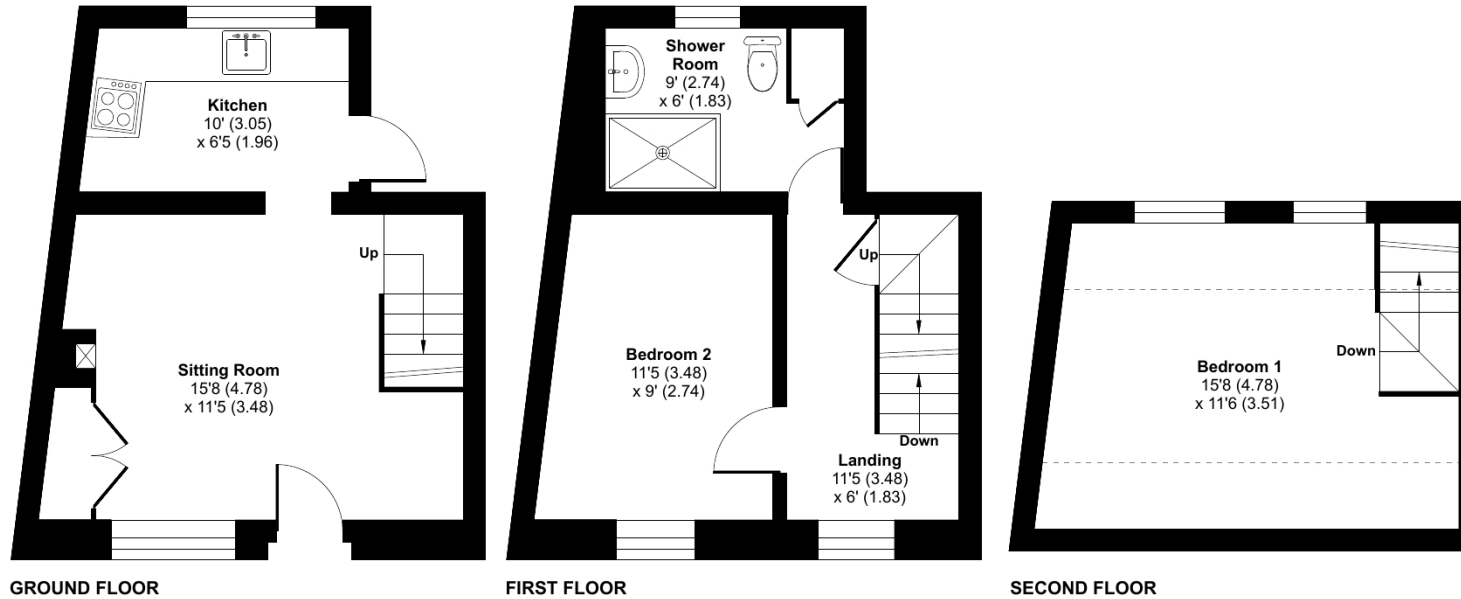 Kitchen
10' (3.05)
x 6'5 (1.96)
Up
Sitting Room
15'8 (4.78)
x 11'5 (3.48)
GROUND FLOOR
Shower
Room
9' (2.74)
x 6' (1.83)
Up
Bedroom 2
11'5 (3.48)
x 9' (2.74)
Down
Landing
11'5 (3.48)
x 6' (1.83)
FIRST FLOOR
Down
Bedroom 1
15'8 (4.78)
x 11'6 (3.51)
SECOND FLOOR